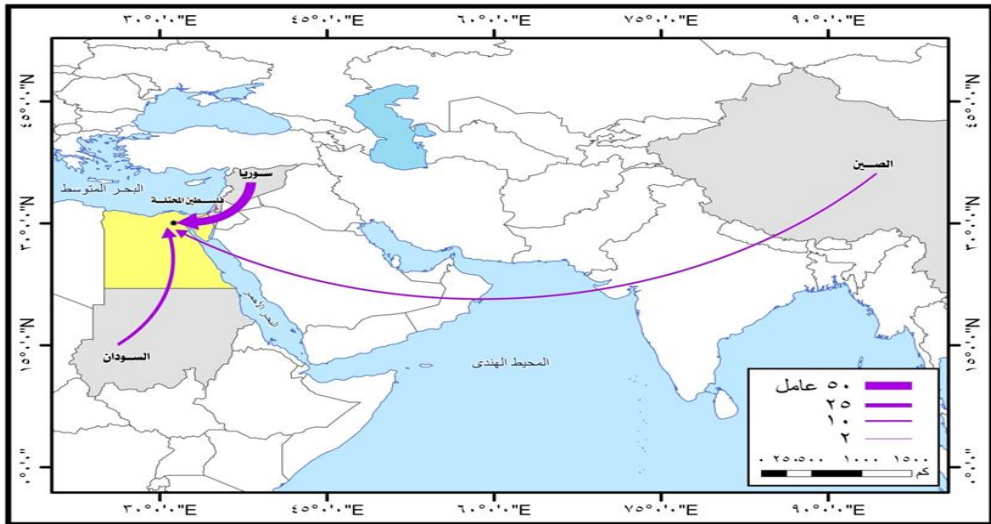 ٣٠°٠'٠"E ٤٥°٠'٠"E ٦٠°٠'٠"E ٧٥°٠'٠"E ٩٠°٠'٠"E
٤٥°٠'٠"N ٤٥°٠'٠"N
الصين
سوريا
البحر المتوسط
فلسطين المحتلة
٣٠°٠'٠"N ٣٠°٠'٠"N
البحر الأحمر
١٥°٠'٠"N ١٥°٠'٠"N
السودان
المحيط الهندى
٥٠ عامل
٢٥
١٠
٢
٠ ٢٥٠ ٥٠٠ ١٠٠٠ ١٥٠٠
كم
٠°٠'٠" ٠°٠'٠"
٣٠°٠'٠"E ٤٥°٠'٠"E ٦٠°٠'٠"E ٧٥°٠'٠"E ٩٠°٠'٠"E